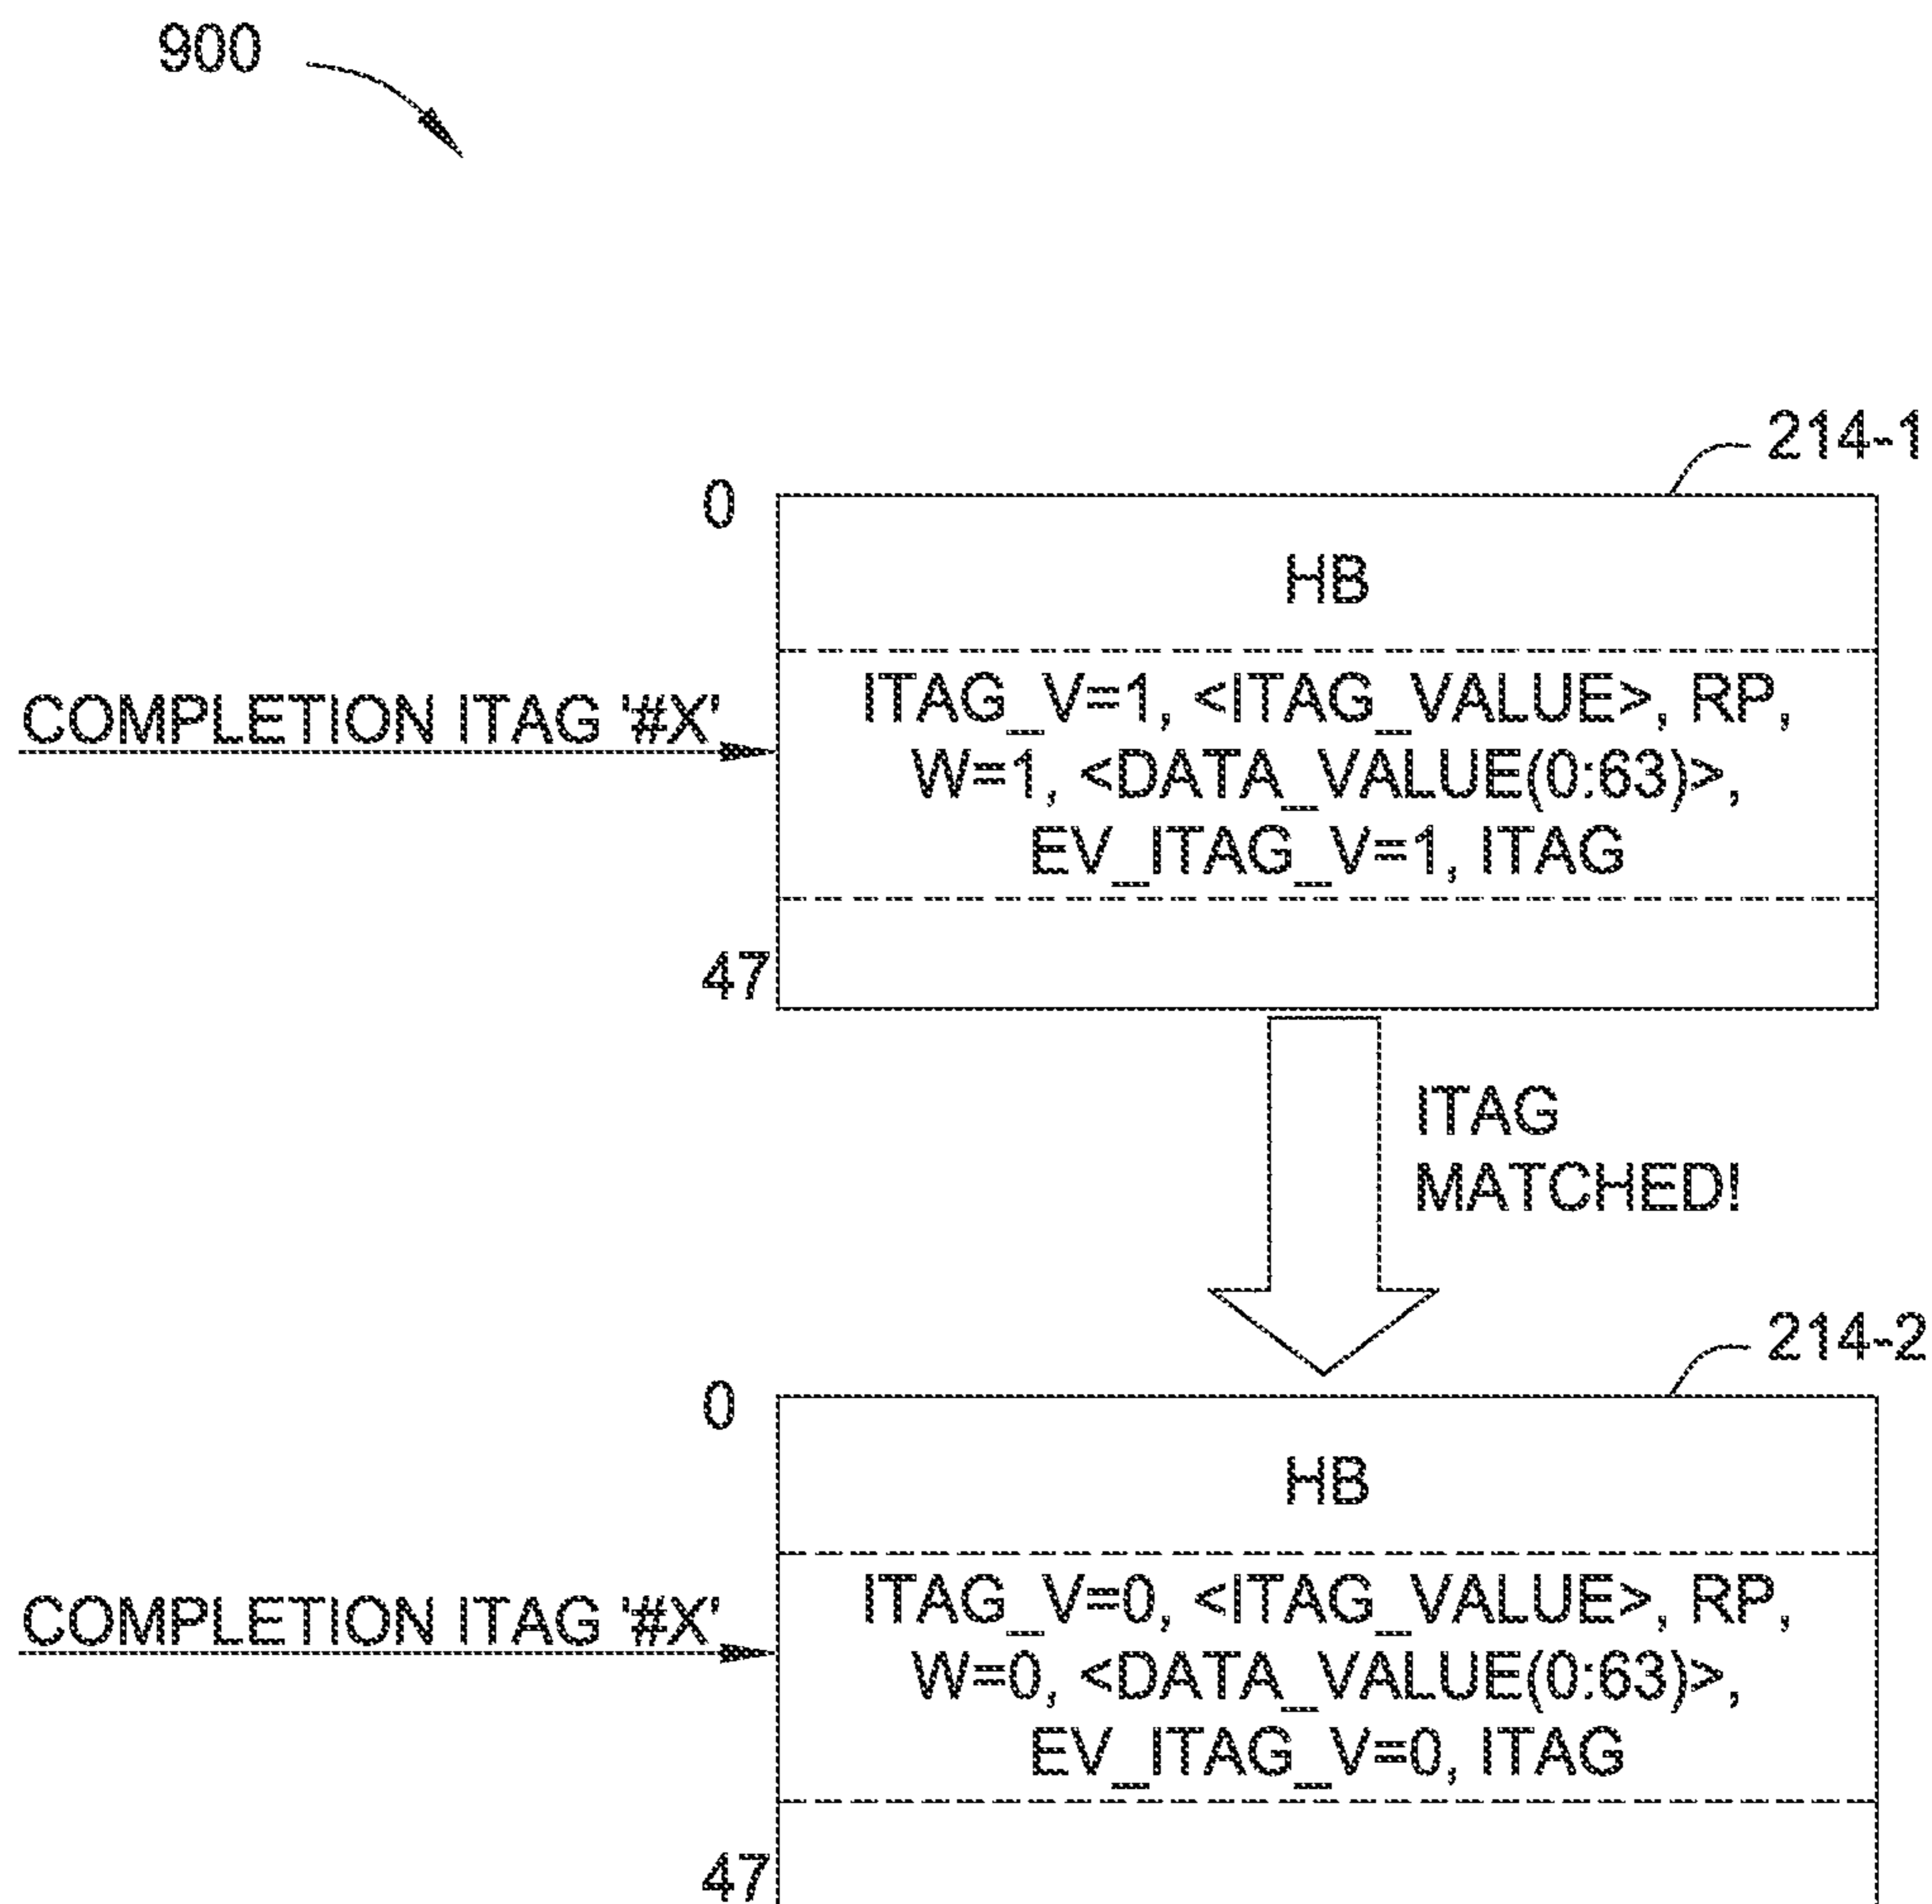 900
214-1
0
HB
COMPLETION ITAG '#X'
ITAG_V=1, <ITAG_VALUE>, RP,
W=1, <DATA_VALUE(0:63)>,
EV_ITAG_V=1, ITAG
47
ITAG
MATCHED!
214-2
0
HB
COMPLETION ITAG '#X'
ITAG_V=0, <ITAG_VALUE>, RP,
W=0, <DATA_VALUE(0:63)>,
EV_ITAG_V=0, ITAG
47